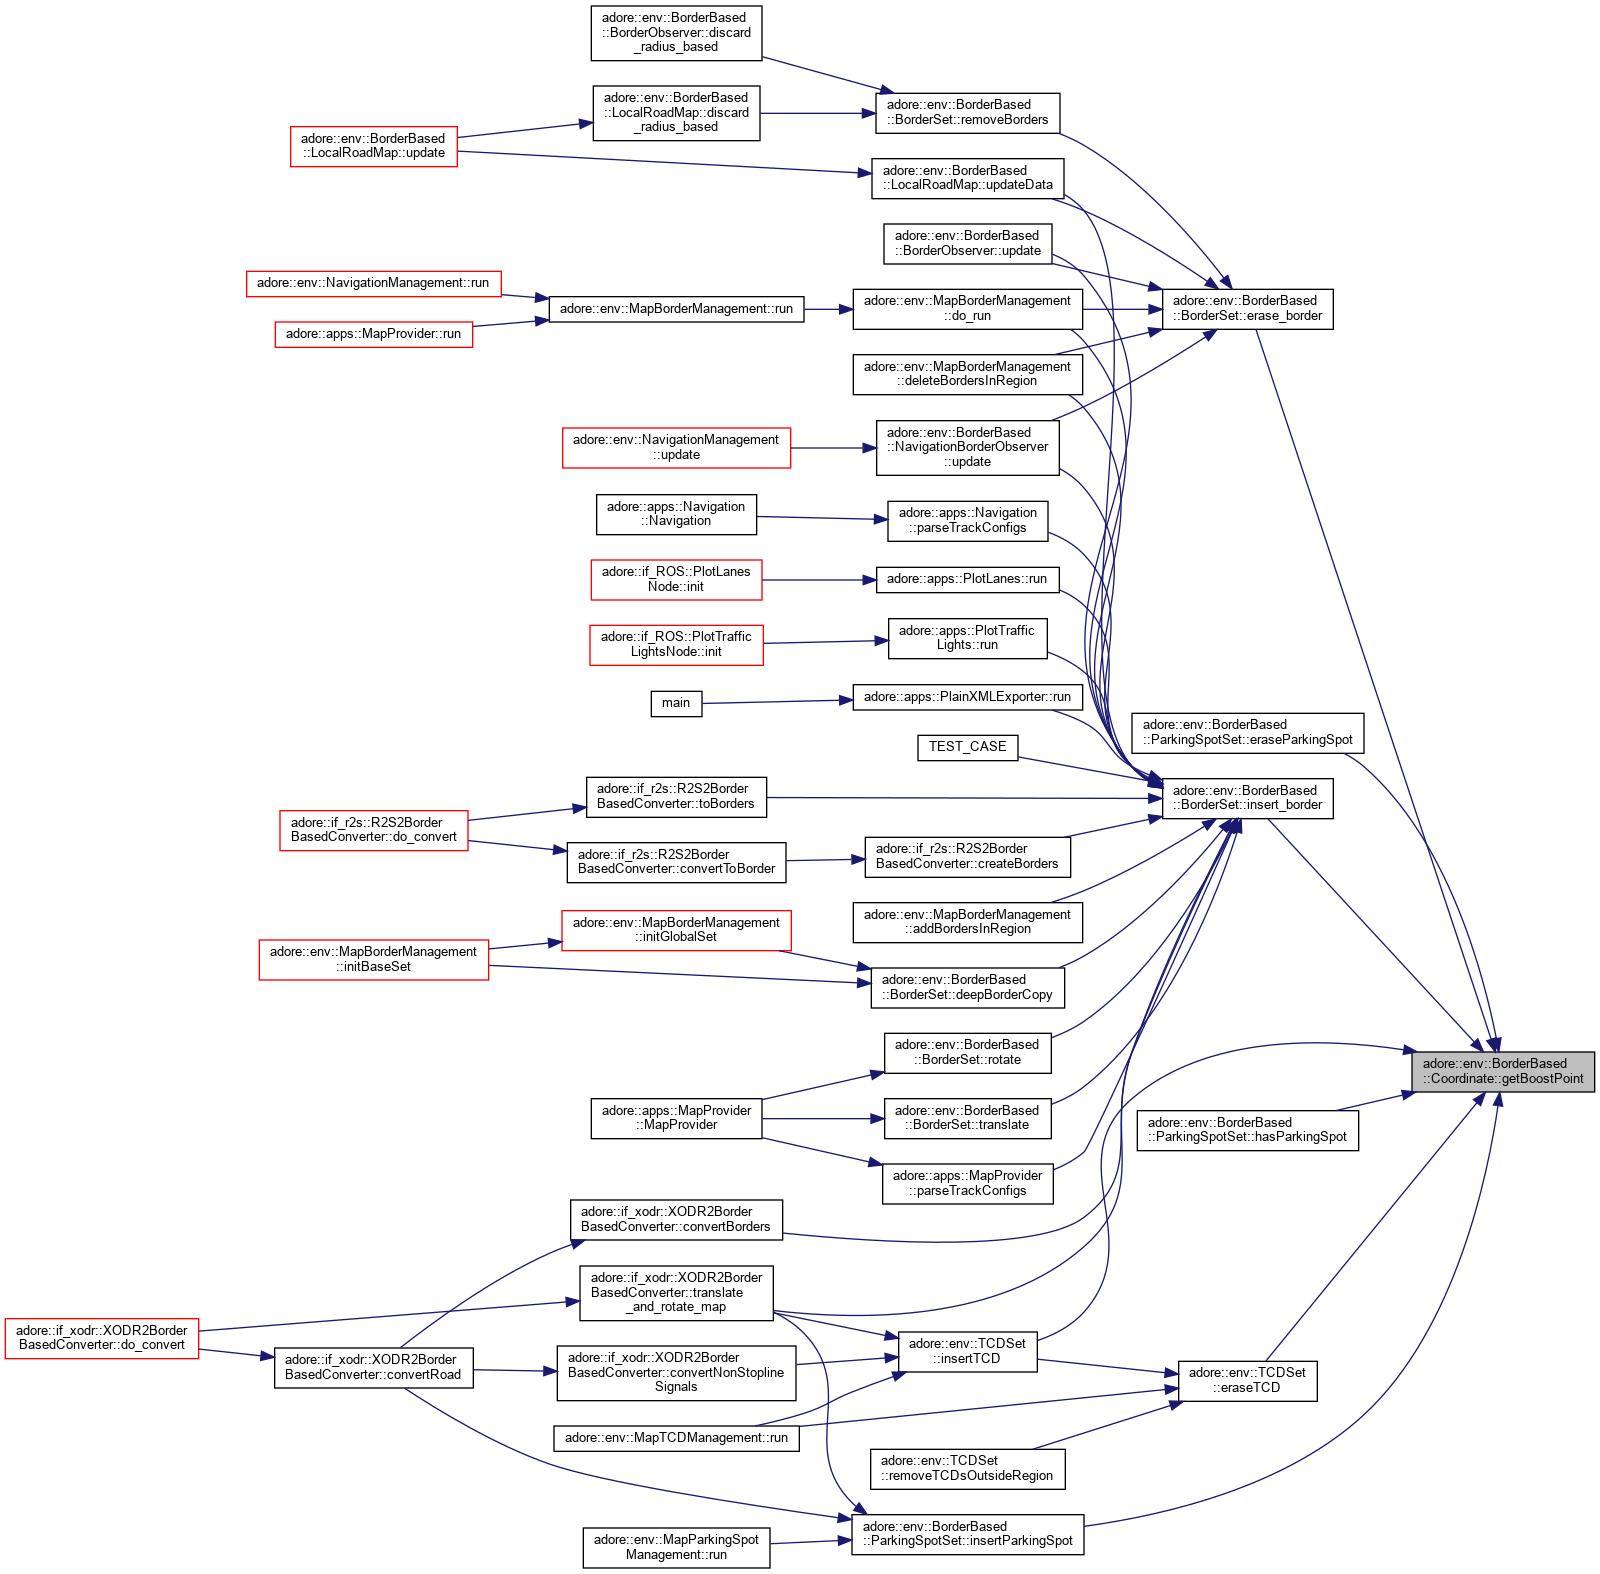 adore::env::BorderBased
::BorderObserver::discard
_radius_based
adore::env::BorderBased
::LocalRoadMap::discard
_radius_based
adore::env::BorderBased
::BorderSet::removeBorders
adore::env::BorderBased
::LocalRoadMap::update
adore::env::BorderBased
::LocalRoadMap::updateData
adore::env::BorderBased
::BorderObserver::update
adore::env::NavigationManagement::run
adore::apps::MapProvider::run
adore::env::MapBorderManagement::run
adore::env::MapBorderManagement
::do_run
adore::env::BorderBased
::BorderSet::erase_border
adore::env::MapBorderManagement
::deleteBordersInRegion
adore::env::NavigationManagement
::update
adore::env::BorderBased
::NavigationBorderObserver
::update
adore::apps::Navigation
::Navigation
adore::apps::Navigation
::parseTrackConfigs
adore::if_ROS::PlotLanes
Node::init
adore::apps::PlotLanes::run
adore::if_ROS::PlotTraffic
LightsNode::init
adore::apps::PlotTraffic
Lights::run
main
adore::apps::PlainXMLExporter::run
adore::env::BorderBased
::ParkingSpotSet::eraseParkingSpot
TEST_CASE
adore::if_r2s::R2S2Border
BasedConverter::toBorders
adore::env::BorderBased
::BorderSet::insert_border
adore::if_r2s::R2S2Border
BasedConverter::do_convert
adore::if_r2s::R2S2Border
BasedConverter::convertToBorder
adore::if_r2s::R2S2Border
BasedConverter::createBorders
adore::env::MapBorderManagement
::addBordersInRegion
adore::env::MapBorderManagement
::initGlobalSet
adore::env::MapBorderManagement
::initBaseSet
adore::env::BorderBased
::BorderSet::deepBorderCopy
adore::env::BorderBased
::BorderSet::rotate
adore::env::BorderBased
::Coordinate::getBoostPoint
adore::apps::MapProvider
::MapProvider
adore::env::BorderBased
::BorderSet::translate
adore::env::BorderBased
::ParkingSpotSet::hasParkingSpot
adore::apps::MapProvider
::parseTrackConfigs
adore::if_xodr::XODR2Border
BasedConverter::convertBorders
adore::if_xodr::XODR2Border
BasedConverter::translate
_and_rotate_map
adore::if_xodr::XODR2Border
BasedConverter::do_convert
adore::if_xodr::XODR2Border
BasedConverter::convertRoad
adore::if_xodr::XODR2Border
BasedConverter::convertNonStopline
Signals
adore::env::TCDSet
::insertTCD
adore::env::TCDSet
::eraseTCD
adore::env::MapTCDManagement::run
adore::env::TCDSet
::removeTCDsOutsideRegion
adore::env::MapParkingSpot
Management::run
adore::env::BorderBased
::ParkingSpotSet::insertParkingSpot